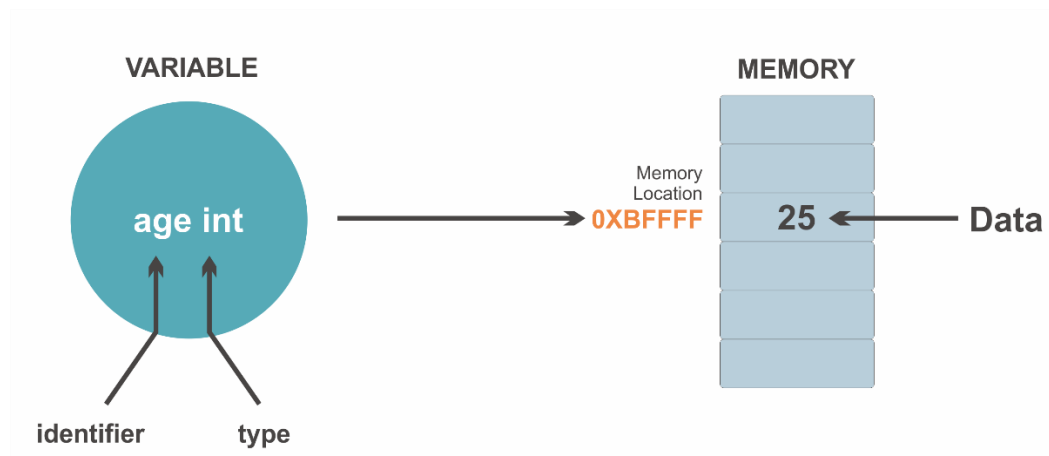 VARIABLE
age int
identifier
type
MEMORY
Memory
Location
0XBFFFF
25
Data